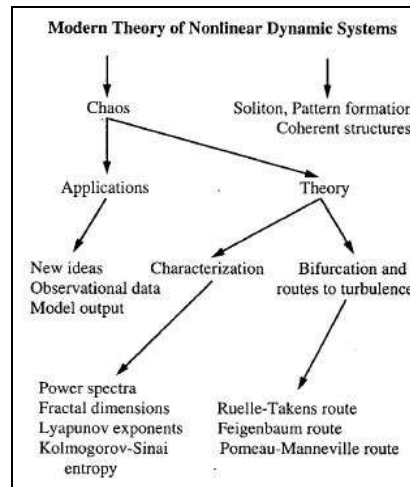 Modern Theory of Nonlinear Dynamic Systems
Chaos
Soliton, Pattern formation
Coherent structures
Applications
Theory
New ideas
Observational data
Model output
Characterization
Bifurcation and
routes to turbulence
Power spectra
Fractal dimensions
Lyapunov exponents
Kolmogorov-Sinai
entropy
Ruelle-Takens route
Feigenbaum route
Pomeau-Manneville route